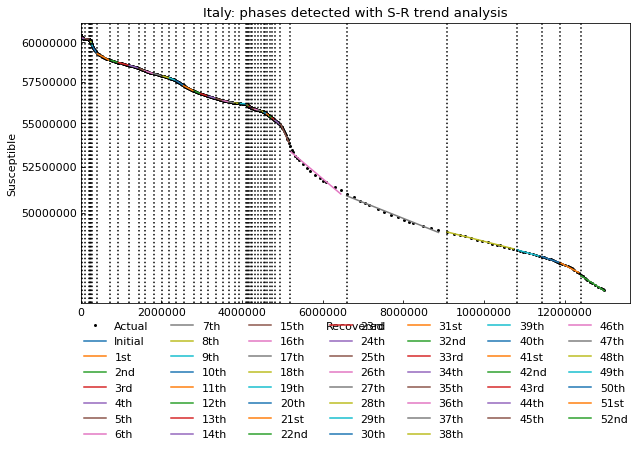 Italy: phases detected with S-R trend analysis
60000000
57500000
55000000
52500000
50000000
Susceptible
0 2000000 4000000 6000000 8000000 10000000 12000000
Recovered
Actual 7th 15th 23rd 31st 39th 46th
Initial 8th 16th 24th 32nd 40th 47th
1st 9th 17th 25th 33rd 41st 48th
2nd 10th 18th 26th 34th 42nd 49th
3rd 11th 19th 27th 35th 43rd 50th
4th 12th 20th 28th 36th 44th 51st
5th 13th 21st 29th 37th 45th 52nd
6th 14th 22nd 30th 38th